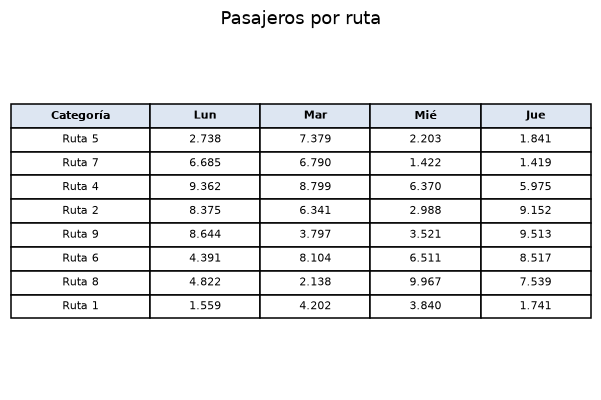 Pasajeros por ruta
Categoría Lun Mar Mié Jue
Ruta 5 2.738 7.379 2.203 1.841
Ruta 7 6.685 6.790 1.422 1.419
Ruta 4 9.362 8.799 6.370 5.975
Ruta 2 8.375 6.341 2.988 9.152
Ruta 9 8.644 3.797 3.521 9.513
Ruta 6 4.391 8.104 6.511 8.517
Ruta 8 4.822 2.138 9.967 7.539
Ruta 1 1.559 4.202 3.840 1.741